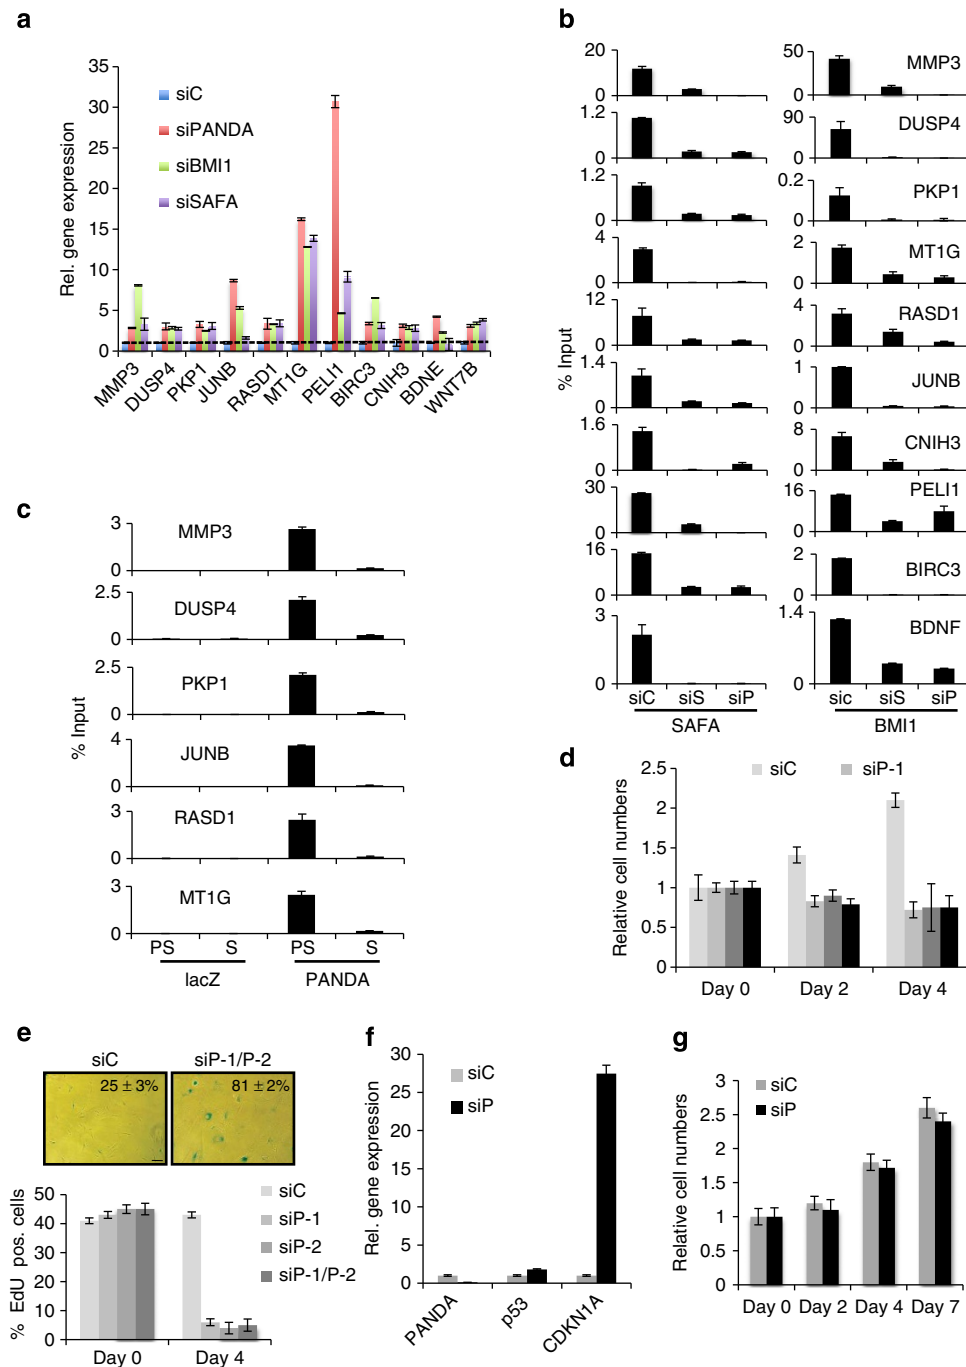 a
Rel. gene expression
35
30
25
20
15
10
5
0
siC
siPANDA
siBMI1
siSAFA
MMP3
DUSP4
PKP1
JUNB
RASD1
MT1G
PELI1
BIRC3
CNIH3
BDNE
WNT7B
b
% Input
20
0
50
0
MMP3
1.2
0
90
0
DUSP4
1.2
0
0.2
0
PKP1
4
0
2
0
MT1G
12
0
4
0
RASD1
1.4
0
1
0
JUNB
1.6
0
8
0
CNIH3
30
0
16
0
PELI1
16
0
2
0
BIRC3
3
0
1.4
0
BDNF
siC siS siP
SAFA
sic siS siP
BMI1
c
% Input
3
0
MMP3
2.5
0
DUSP4
2.5
0
PKP1
4
0
JUNB
3
0
RASD1
3
0
MT1G
PS S
lacZ
PS S
PANDA
d
Relative cell numbers
2.5
2
1.5
1
0.5
0
siC
siP-1
Day 0
Day 2
Day 4
e
siC
siP-1/P-2
25 ± 3%
81 ± 2%
% EdU pos. cells
50
40
30
20
10
0
siC
siP-1
siP-2
siP-1/P-2
Day 0
Day 4
f
Rel. gene expression
30
25
20
15
10
5
0
siC
siP
PANDA
p53
CDKN1A
g
Relative cell numbers
3
2.5
2
1.5
1
0.5
0
siC
siP
Day 0
Day 2
Day 4
Day 7